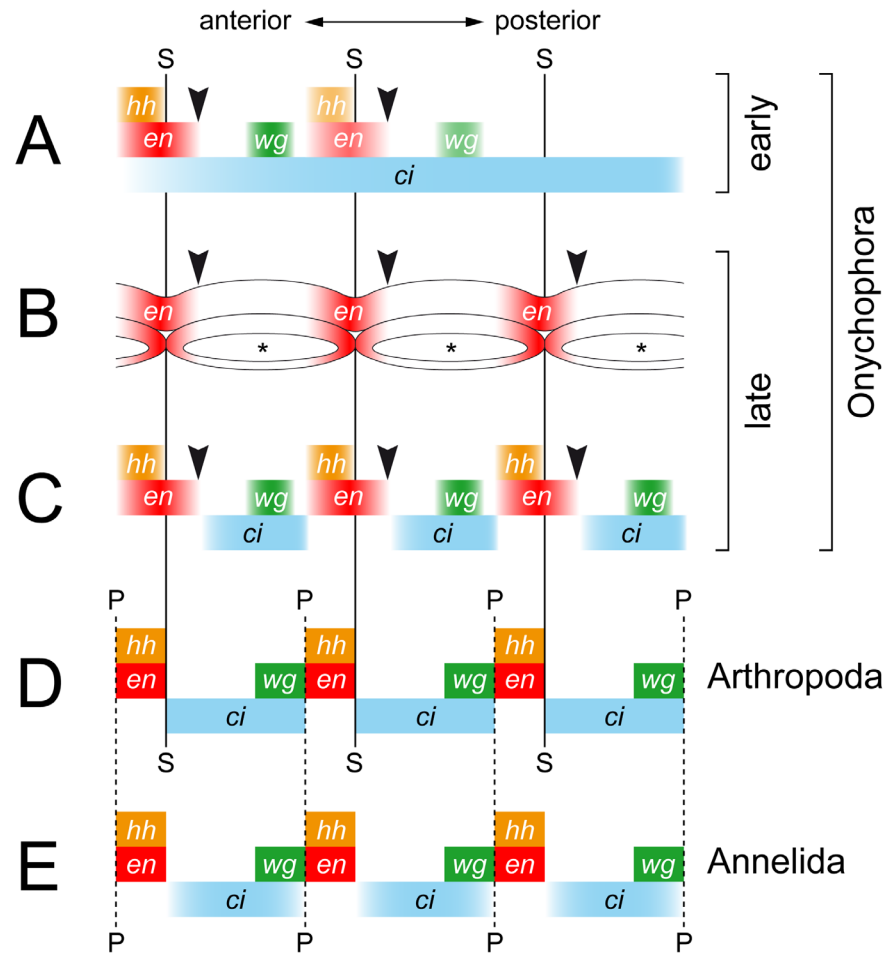 anterior posterior
S S S
A
hh hh
en wg en wg
ci
early
B
en en en
* * *
Onychophora
late
C
hh hh hh
en wg en wg en wg
ci ci ci
P P P P
D
hh hh hh
en wg en wg en wg
ci ci ci
Arthropoda
S S S
E
hh hh hh
en wg en wg en wg
ci ci ci
Annelida
P P P P